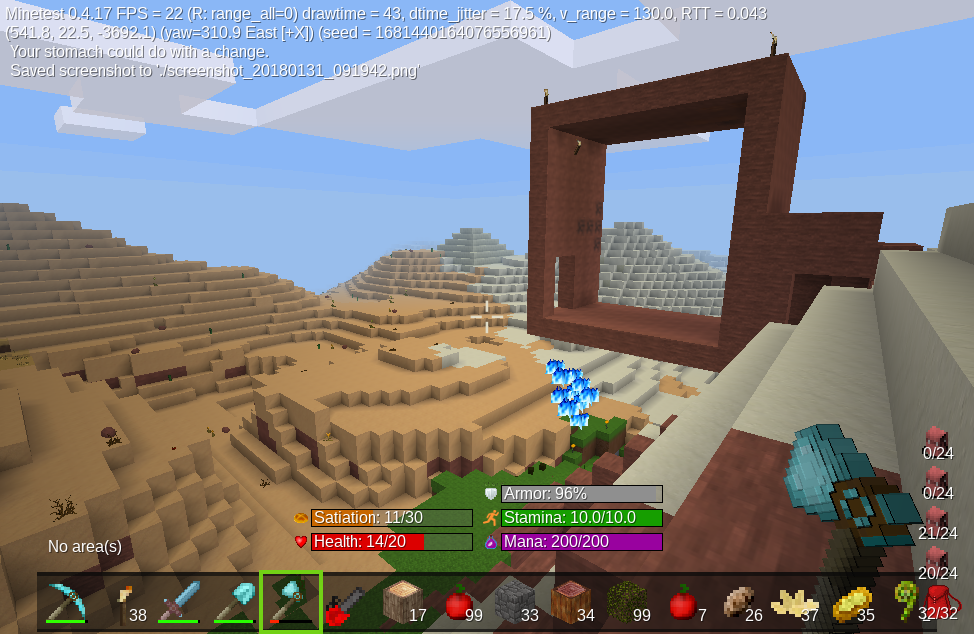 Minetest 0.4.17 FPS = 22 (R: range_all=0) drawtime = 43, dtime_jitter = 17.5 %, v_range = 130.0, RTT = 0.043
(541.8, 22.5, -3692.1) (yaw=310.9 East [+X]) (seed = 1681440164076556961)
Your stomach could do with a change.
Saved screenshot to './screenshot_20180131_091942.png'
0/24
0/24
21/24
20/24
Armor: 96%
Satiation: 11/30
Stamina: 10.0/10.0
Health: 14/20
Mana: 200/200
No area(s)
38
17
99
33
34
99
7
26
37
35
32/32